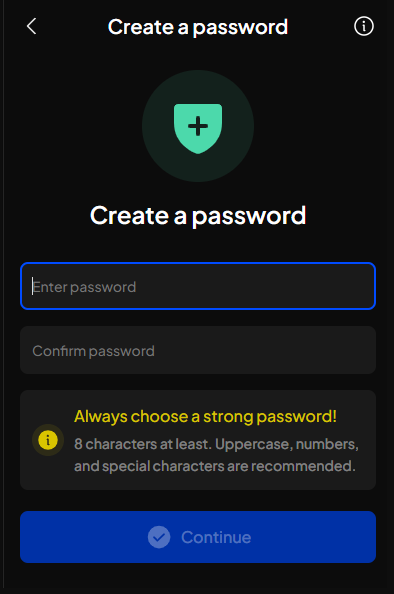 Create a password
Create a password
Enter password
Confirm password
Always choose a strong password!
8 characters at least. Uppercase, numbers,
and special characters are recommended.
Continue